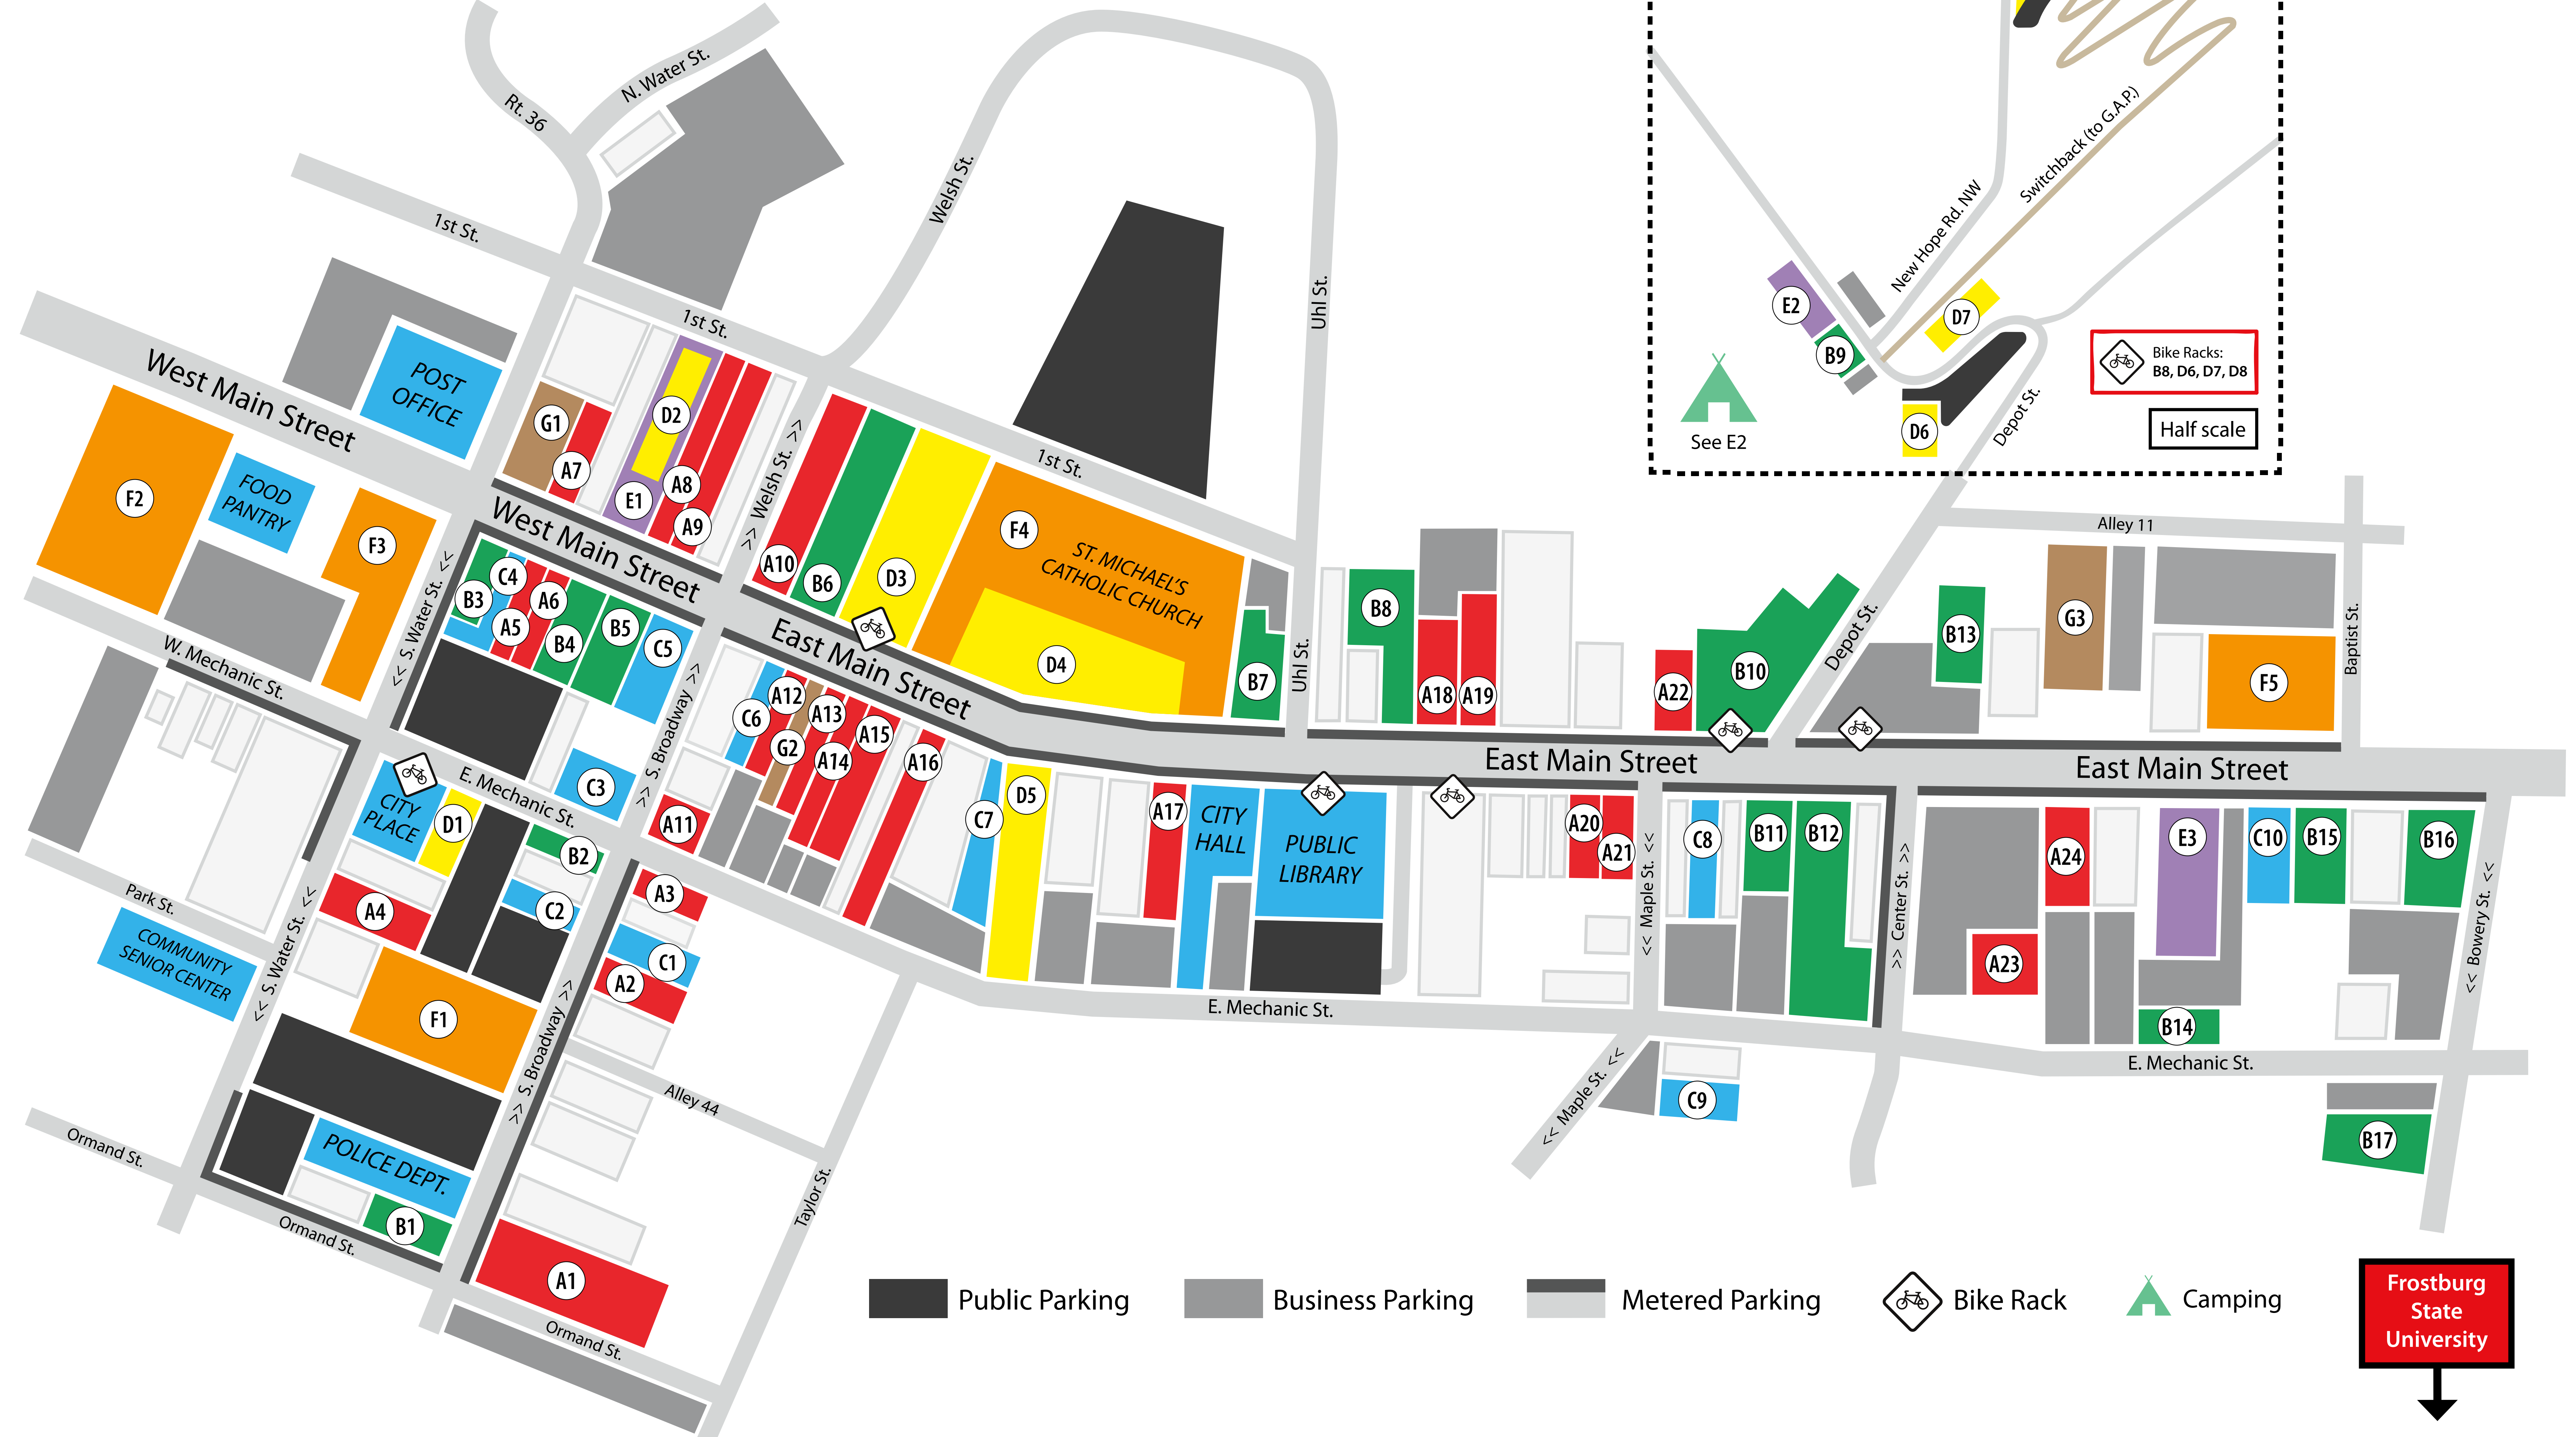 Rt. 36
N. Water St.
1st St.
1st St.
Welsh St.
Uhl St.
New Hope Rd. NW
Switchback (to G.A.P.)
E2
D7
B9
D6
See E2
Depot St.
Bike Racks:
B8, D6, D7, D8
Half scale
West Main Street
POST
OFFICE
G1
A7
D2
E1
A8
A9
>> Welsh St. >>
1st St.
A10
B6
D3
F4
ST. MICHAEL'S
CATHOLIC CHURCH
D4
B7
Uhl St.
F2
FOOD
PANTRY
F3
<< S. Water St. <<
West Main Street
East Main Street
B3
C4
A5
A6
B4
B5
C5
W. Mechanic St.
>> S. Broadway >>
C3
E. Mechanic St.
C6
A12
G2
A13
A14
A15
A16
A11
C7
D5
A17
CITY
HALL
PUBLIC
LIBRARY
B8
A18
A19
A22
B10
Depot St.
Alley 11
B13
G3
F5
Baptist St.
East Main Street
East Main Street
A20
A21
<< Maple St. <<
C8
B11
B12
>> Center St. >>
A24
A23
E3
C10
B15
B16
B14
<< Bowery St. <<
E. Mechanic St.
E. Mechanic St.
<< Maple St. <<
C9
B17
CITY
PLACE
D1
B2
C2
A4
A3
C1
A2
Park St.
COMMUNITY
SENIOR CENTER
<< S. Water St. <<
F1
>> S. Broadway >>
Alley 44
Taylor St.
POLICE DEPT.
B1
Ormand St.
Ormand St.
A1
Ormand St.
Public Parking
Business Parking
Metered Parking
Bike Rack
Camping
Frostburg
State
University